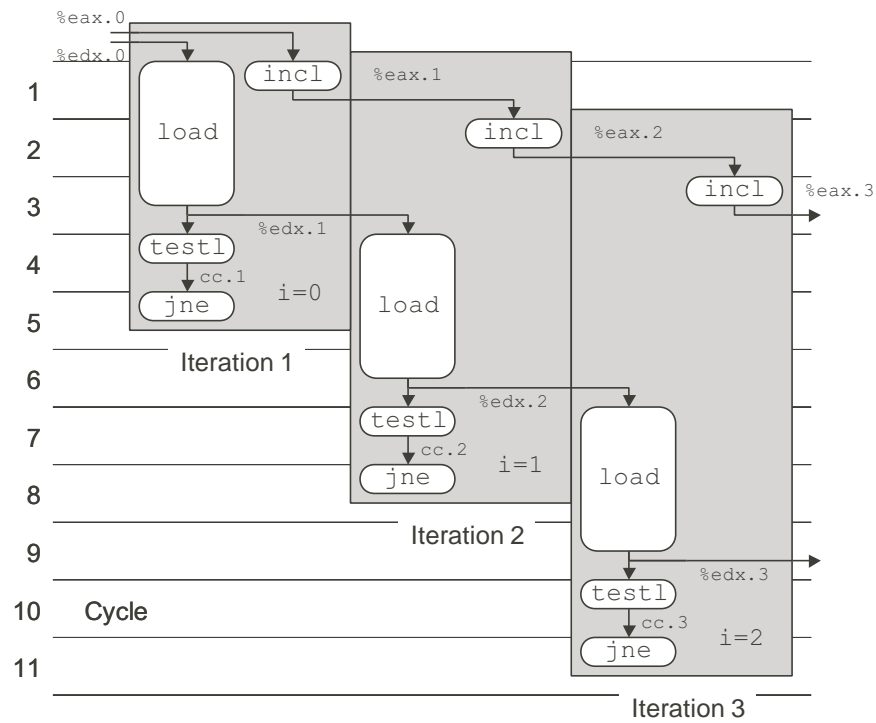 %eax.0
%edx.0
1 incl %eax.1
load
2 incl %eax.2
3 incl %eax.3
%edx.1
4 testl
cc.1
load
5 jne i=0
Iteration 1
6
%edx.2
7 testl
cc.2
load
8 jne i=1
Iteration 2
9
%edx.3
10 Cycle testl
cc.3
11 jne i=2
Iteration 3